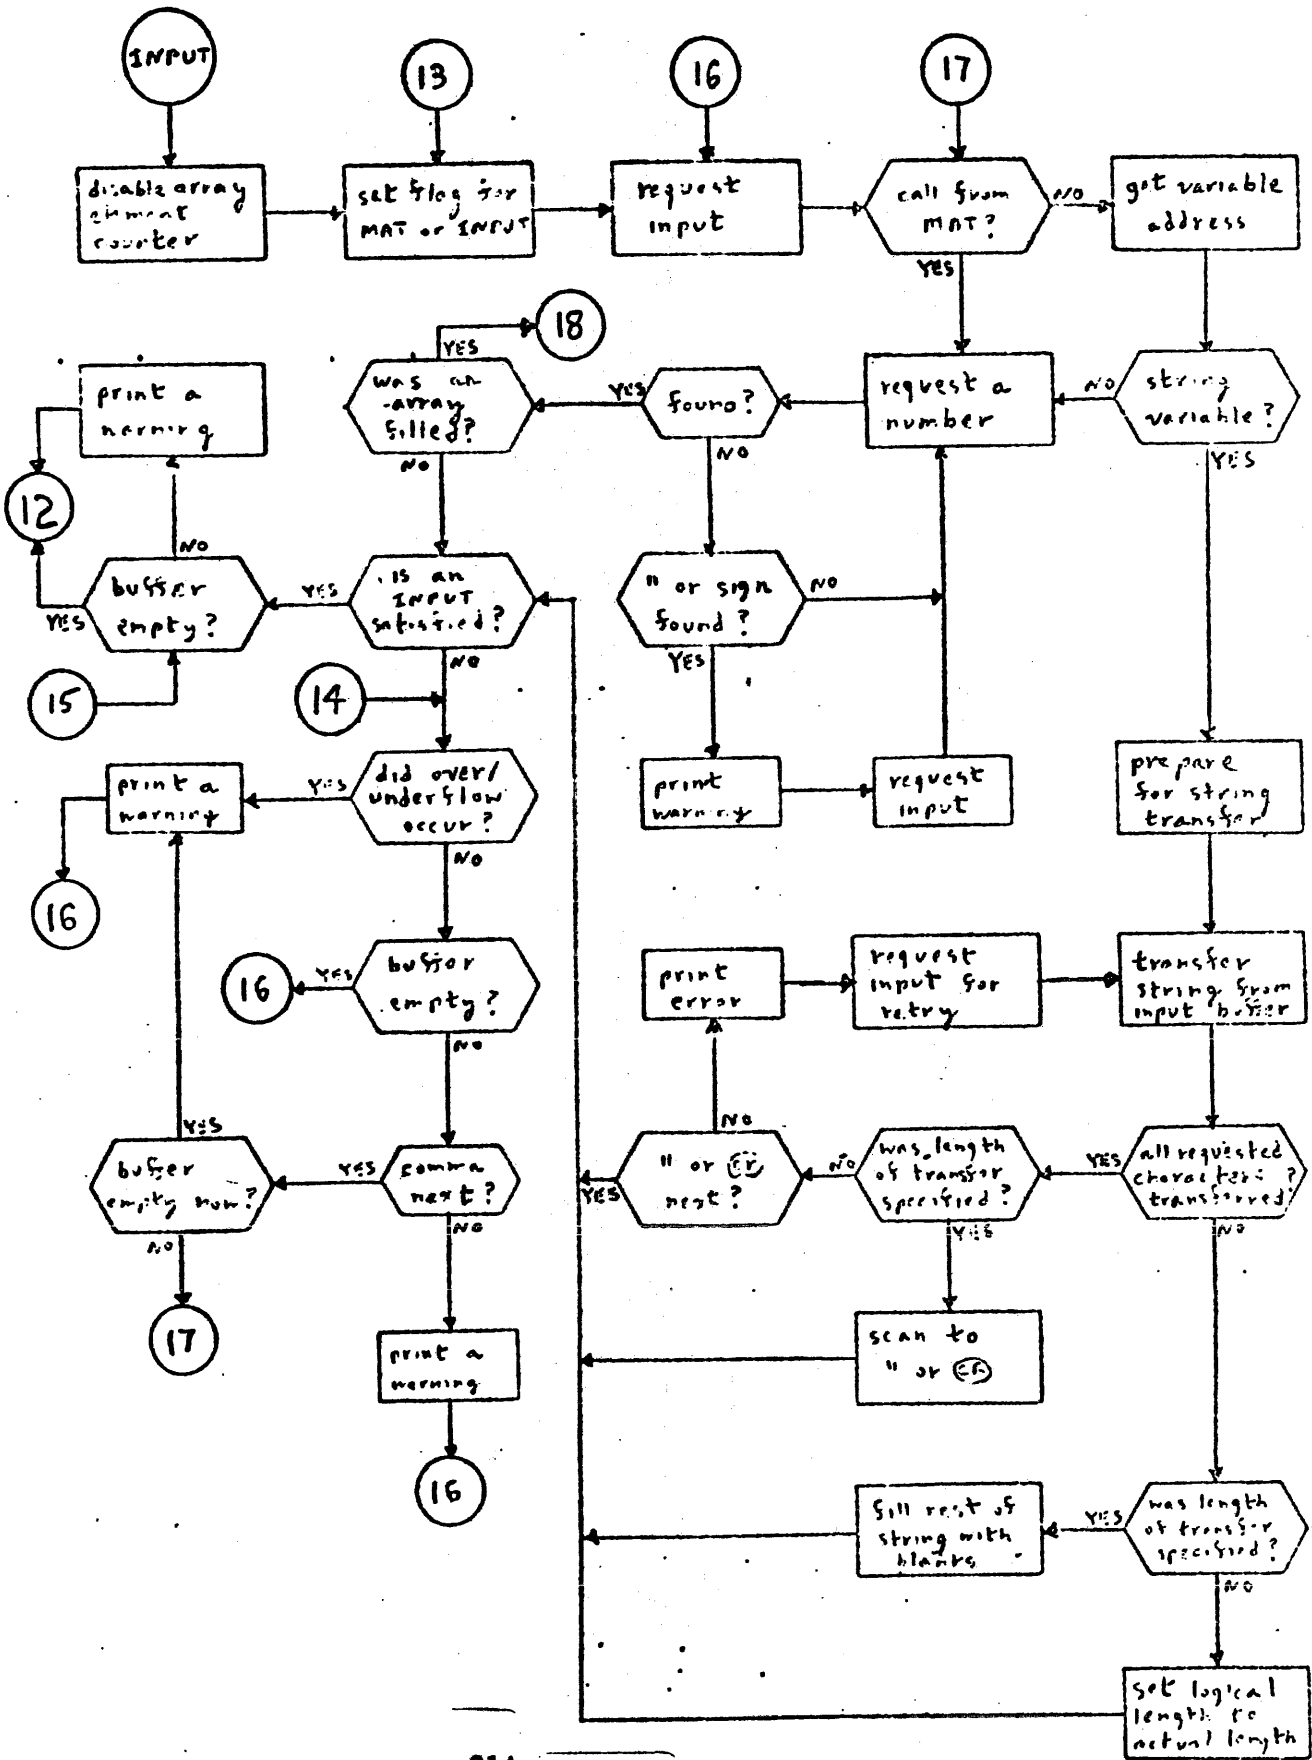 INPUT
13
16
17
disable array
element
counter
set flag for
MAT or INPUT
request
input
call from
MAT?
NO
YES
get variable
address
18
YES
was an
array
filled?
NO
YES
found?
NO
request a
number
NO
string
variable?
YES
print a
warning
12
NO
buffer
empty?
YES
YES
is an
INPUT
satisfied?
NO
" or sign
found?
NO
YES
15
14
print a
warning
YES
did over/
underflow
occur?
NO
print
warning
request
input
prepare
for string
transfer
16
16
YES
buffer
empty?
NO
print
error
request
input for
retry
transfer
string from
input buffer
YES
buffer
empty now?
NO
YES
comma
next?
NO
NO
" or CR
next?
YES
NO
was length
of transfer
specified?
YES
YES
all requested
characters
transferred?
NO
17
print a
warning
scan to
" or CR
16
fill rest of
string with
blanks
YES
was length
of transfer
specified?
NO
set logical
length to
actual length